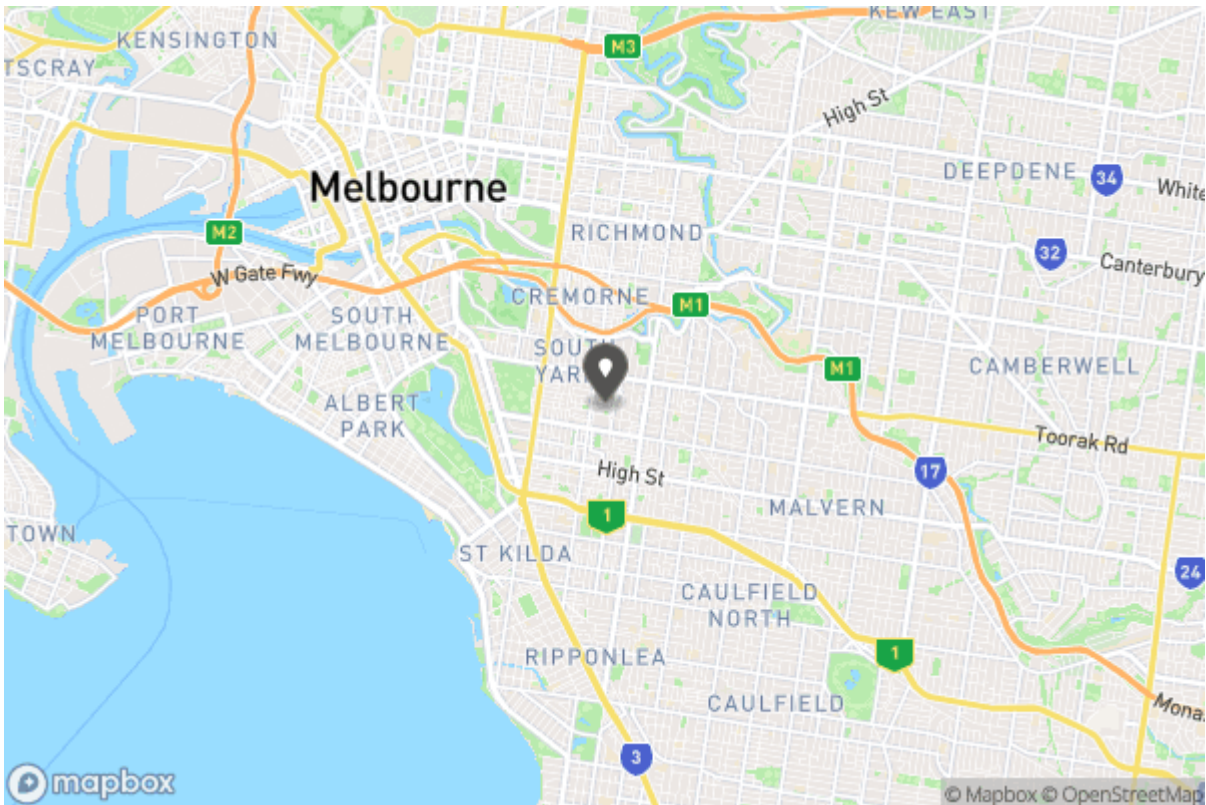 KEW EAST
KENSINGTON
M3
TSCRAY
High St
DEEPDENE
34
White
Melbourne
M2
RICHMOND
32
Canterbury
W Gate Fwy
CREMORNE
M1
PORT
MELBOURNE
SOUTH
MELBOURNE
SOUTH
YAR
M1
CAMBERWELL
ALBERT
PARK
Toorak Rd
High St
17
MALVERN
1
TOWN
ST KILDA
24
CAULFIELD
NORTH
1
RIPPONLEA
CAULFIELD
Mona
3
mapbox
© Mapbox © OpenStreetMap